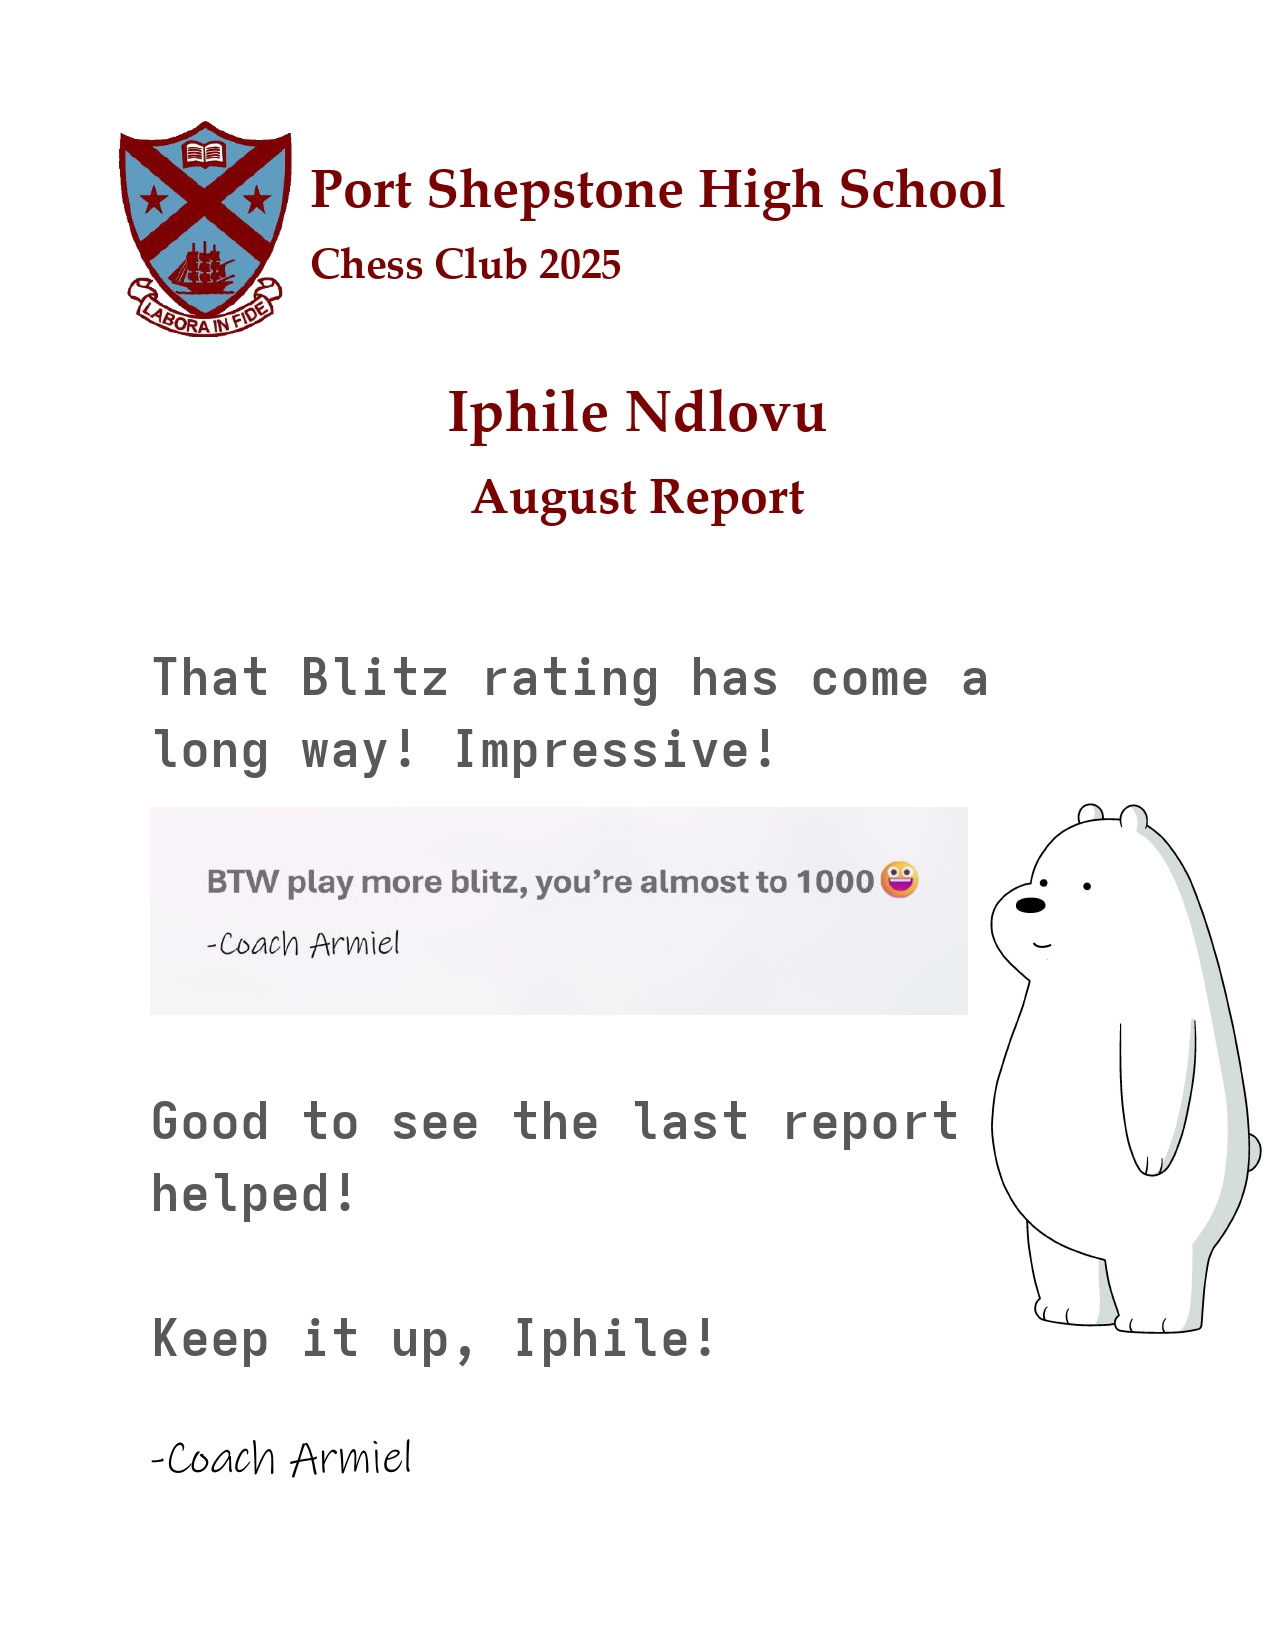 LABORA IN FIDE
Port Shepstone High School
Chess Club 2025
Iphile Ndlovu
August Report
That Blitz rating has come a
long way! Impressive!
BTW play more blitz, you’re almost to 1000😀
-Coach Armiel
Good to see the last report
helped!
Keep it up, Iphile!
-Coach Armiel